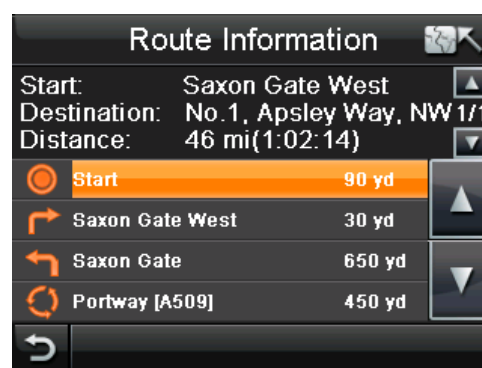 Route Information
Start: Saxon Gate West
Destination: No.1, Apsley Way, NW 1/1
Distance: 46 mi(1:02:14)
Start 90 yd
Saxon Gate West 30 yd
Saxon Gate 650 yd
Portway [A509] 450 yd